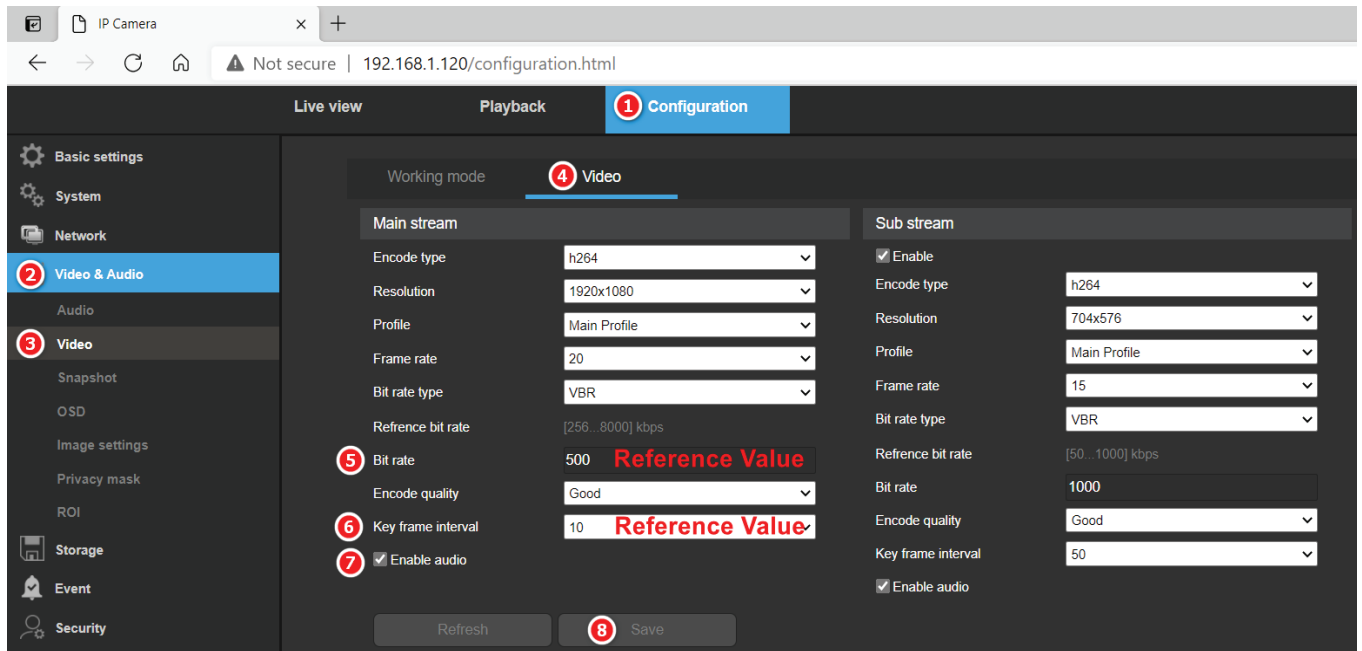 IP Camera
Not secure | 192.168.1.120/configuration.html
Live view Playback 1 Configuration
Basic settings
System
Network
2 Video & Audio
Audio
3 Video
Snapshot
OSD
Image settings
Privacy mask
ROI
Storage
Event
Security
Working mode 4 Video
Main stream
Encode type h264
Resolution 1920x1080
Profile Main Profile
Frame rate 20
Bit rate type VBR
Refrence bit rate [256...8000] kbps
5 Bit rate 500 Reference Value
Encode quality Good
6 Key frame interval 10 Reference Value
7 Enable audio
Refresh 8 Save
Sub stream
Enable
Encode type h264
Resolution 704x576
Profile Main Profile
Frame rate 15
Bit rate type VBR
Refrence bit rate [50...1000] kbps
Bit rate 1000
Encode quality Good
Key frame interval 50
Enable audio